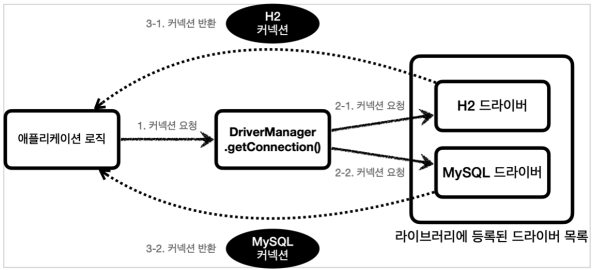 H2
커넥션
3-1. 커넥션 반환
애플리케이션 로직
1. 커넥션 요청
DriverManager
.getConnection()
2-1. 커넥션 요청
H2 드라이버
2-2. 커넥션 요청
MySQL 드라이버
라이브러리에 등록된 드라이버 목록
3-2. 커넥션 반환
MySQL
커넥션